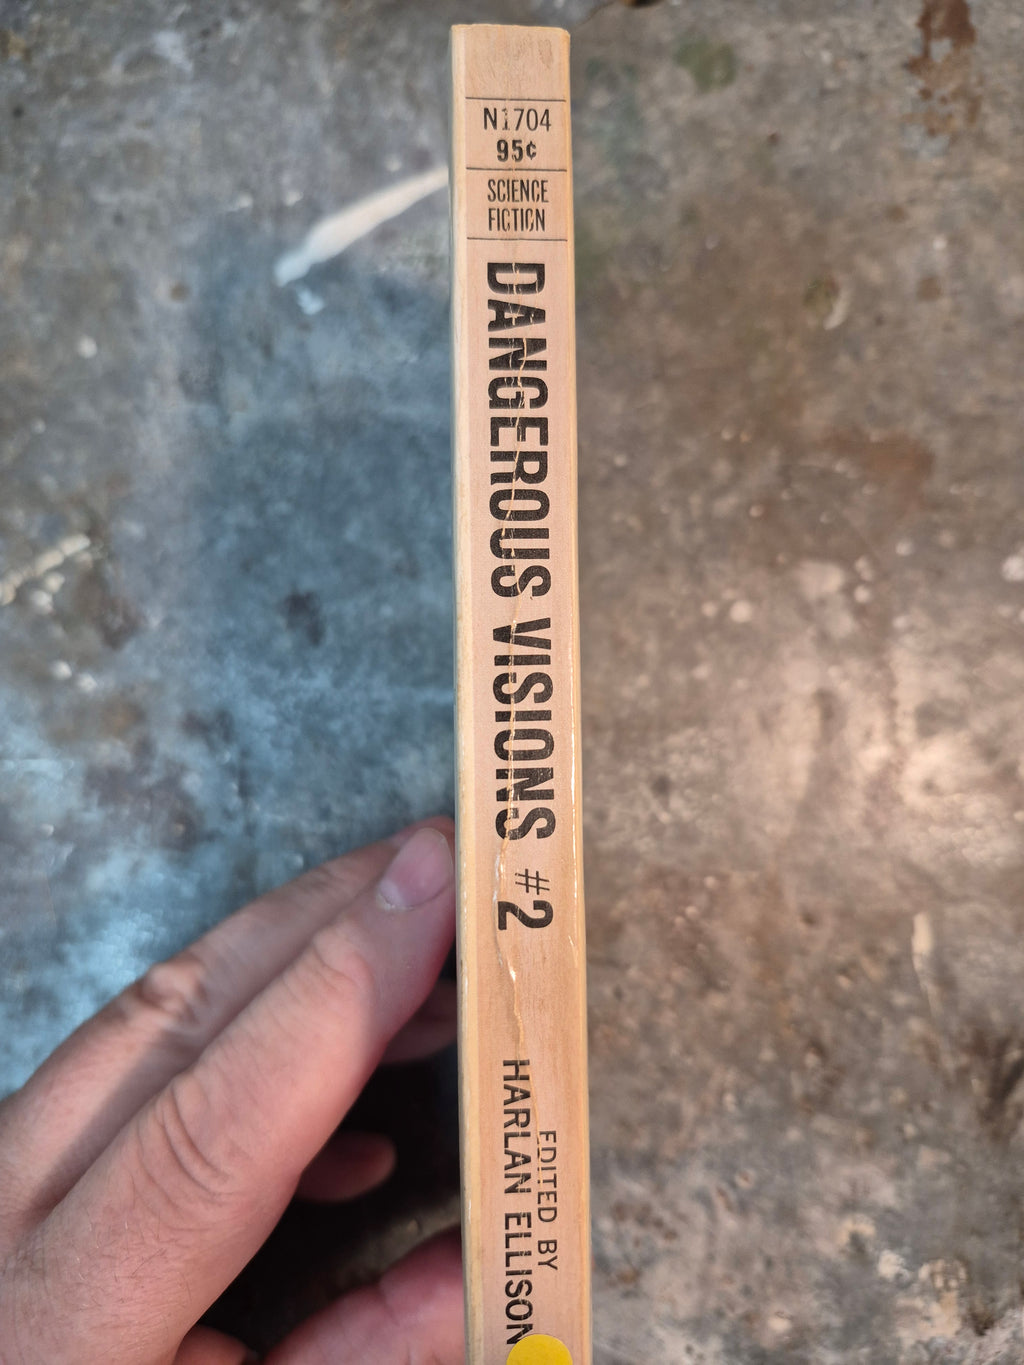 N1704
95¢
SCIENCE
FICTION
DANGEROUS VISIONS #2
EDITED BY
HARLAN ELLISON